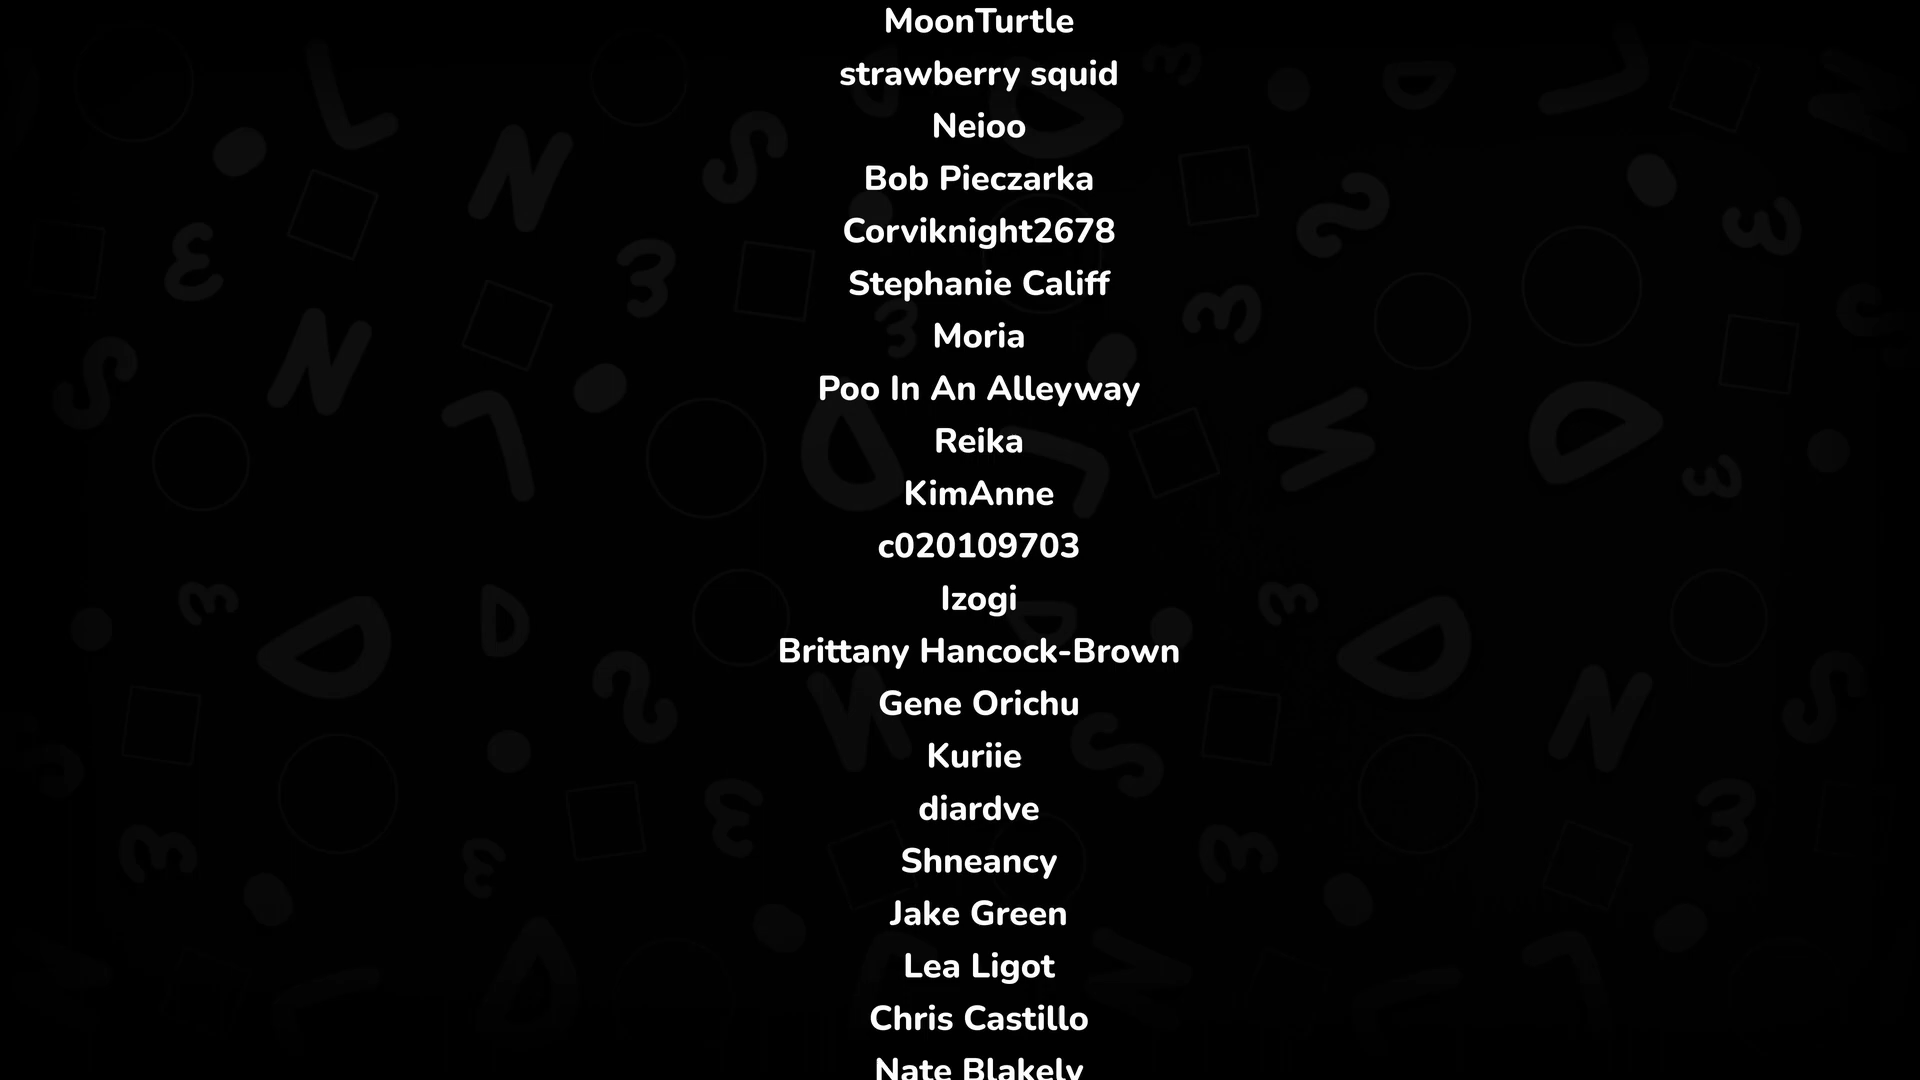 MoonTurtle
strawberry squid
Neioo
Bob Pieczarka
Corviknight2678
Stephanie Califf
Moria
Poo In An Alleyway
Reika
KimAnne
c020109703
Izogi
Brittany Hancock-Brown
Gene Orichu
Kuriie
diardve
Shneancy
Jake Green
Lea Ligot
Chris Castillo
Nate Blakely